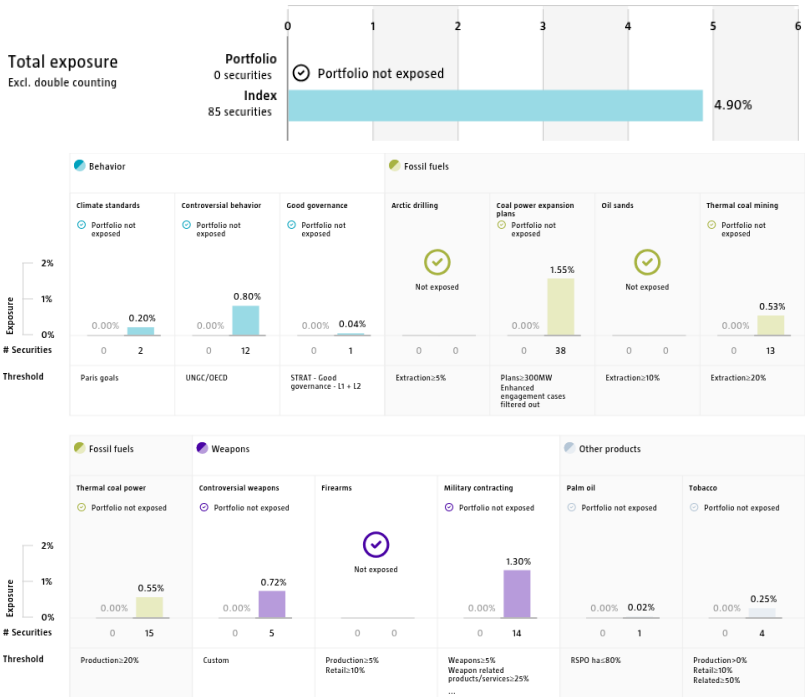 0 1 2 3 4 5 6
Total exposure
Excl. double counting
Portfolio
0 securities
Portfolio not exposed
Index
85 securities
4.90%
Behavior
Fossil fuels
Climate standards
Portfolio not
exposed
Controversial behavior
Portfolio not
exposed
Good governance
Portfolio not
exposed
Arctic drilling
Not exposed
Coal power expansion
plans
Portfolio not
exposed
Oil sands
Not exposed
Thermal coal mining
Portfolio not
exposed
Exposure
2%
1%
0%
0.00% 0.20% 0.00% 0.80% 0.00% 0.04% 0.00% 1.55% 0.00% 0.53%
# Securities 0 2 0 12 0 1 0 0 0 38 0 0 0 13
Threshold
Paris goals
UNGC/OECD
STRAT - Good
governance - L1 + L2
Extraction≥5%
Plans≥300MW
Enhanced
engagement cases
filtered out
Extraction≥10%
Extraction≥20%
Fossil fuels
Weapons
Other products
Thermal coal power
Portfolio not exposed
Controversial weapons
Portfolio not exposed
Firearms
Not exposed
Military contracting
Portfolio not exposed
Palm oil
Portfolio not exposed
Tobacco
Portfolio not exposed
Exposure
2%
1%
0%
0.00% 0.55% 0.00% 0.72% 0.00% 1.30% 0.00% 0.02% 0.00% 0.25%
# Securities 0 15 0 5 0 0 0 14 0 1 0 4
Threshold
Production≥20%
Custom
Production≥5%
Retail≥10%
Weapons≥5%
Weapon related
products/services≥25%
...
RSPO ha≤80%
Production>0%
Retail≥10%
Related≥50%